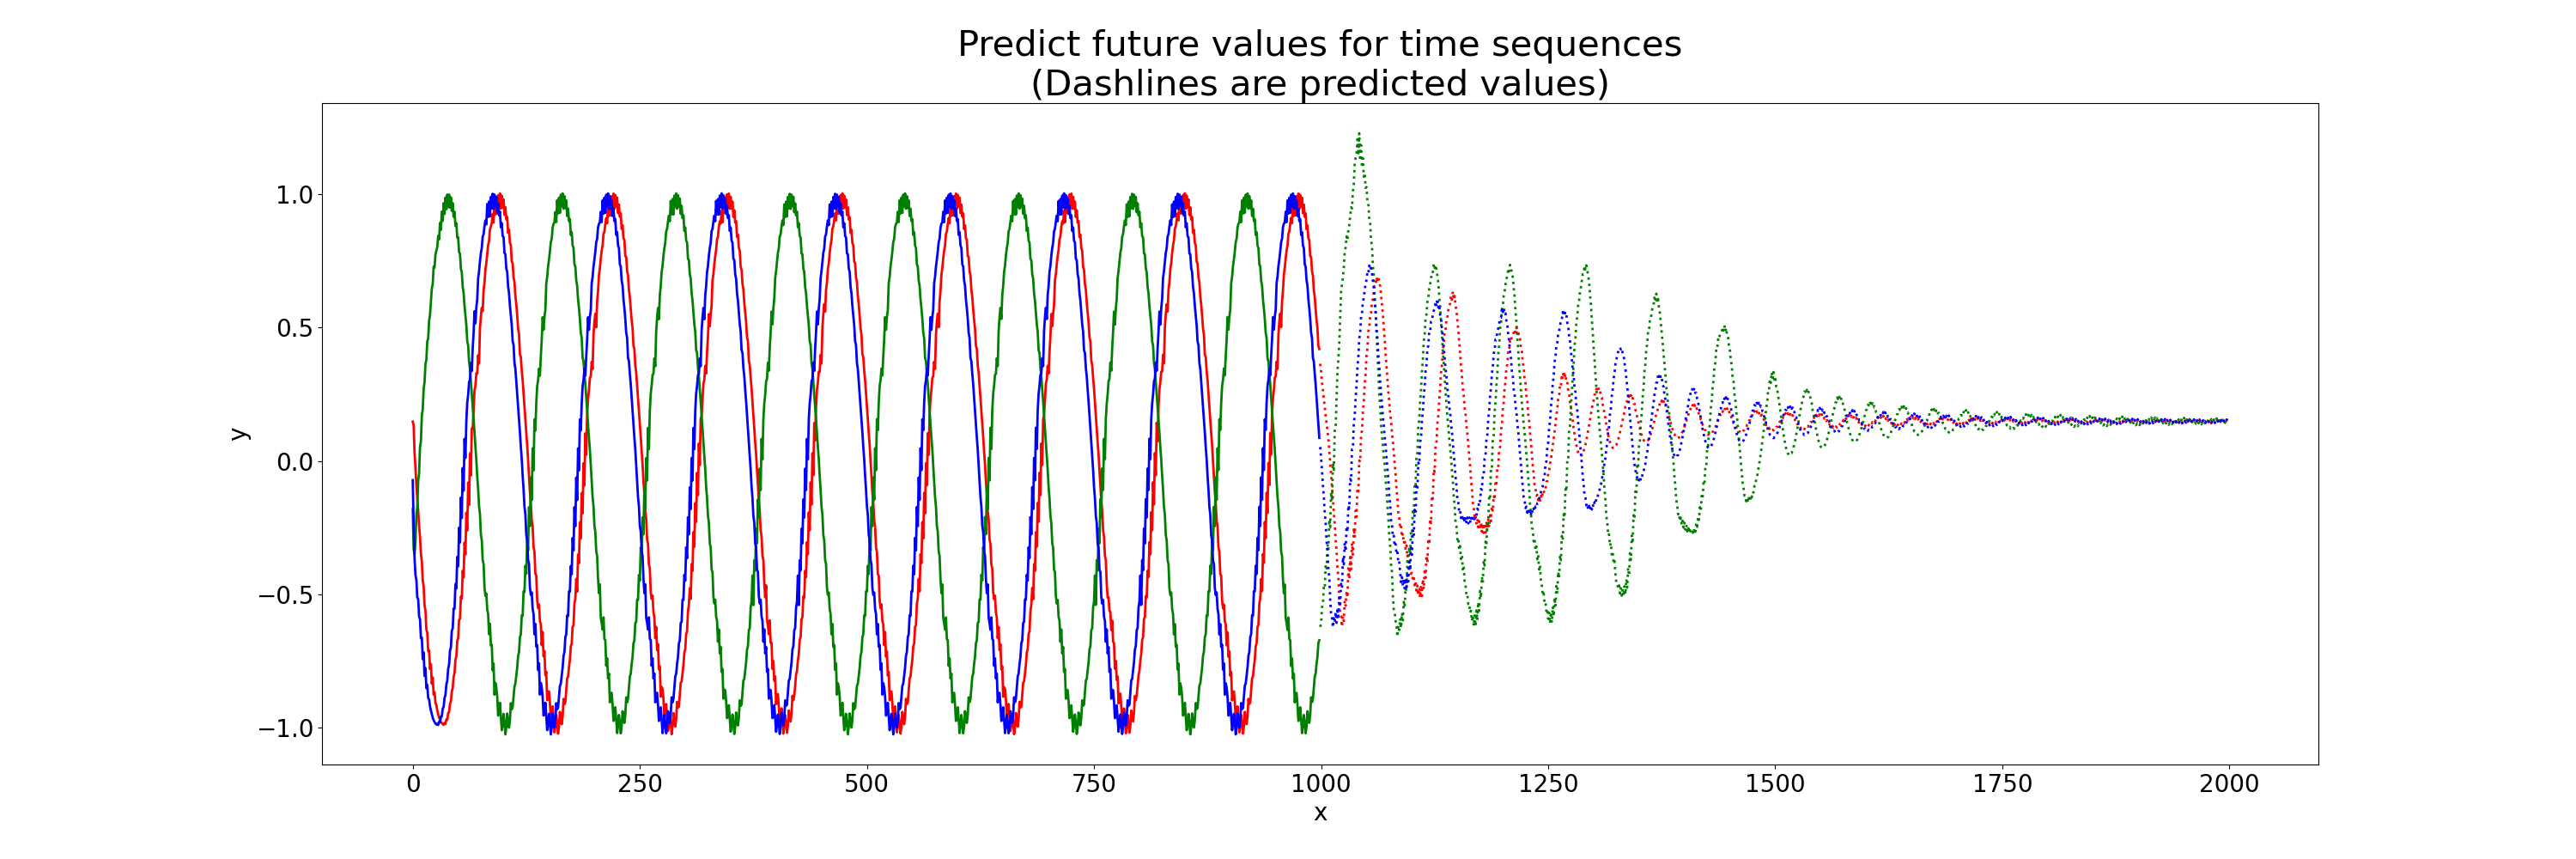 Predict future values for time sequences
(Dashlines are predicted values)
1.0
0.5
0.0
−0.5
−1.0
y
0 250 500 750 1000 1250 1500 1750 2000
x